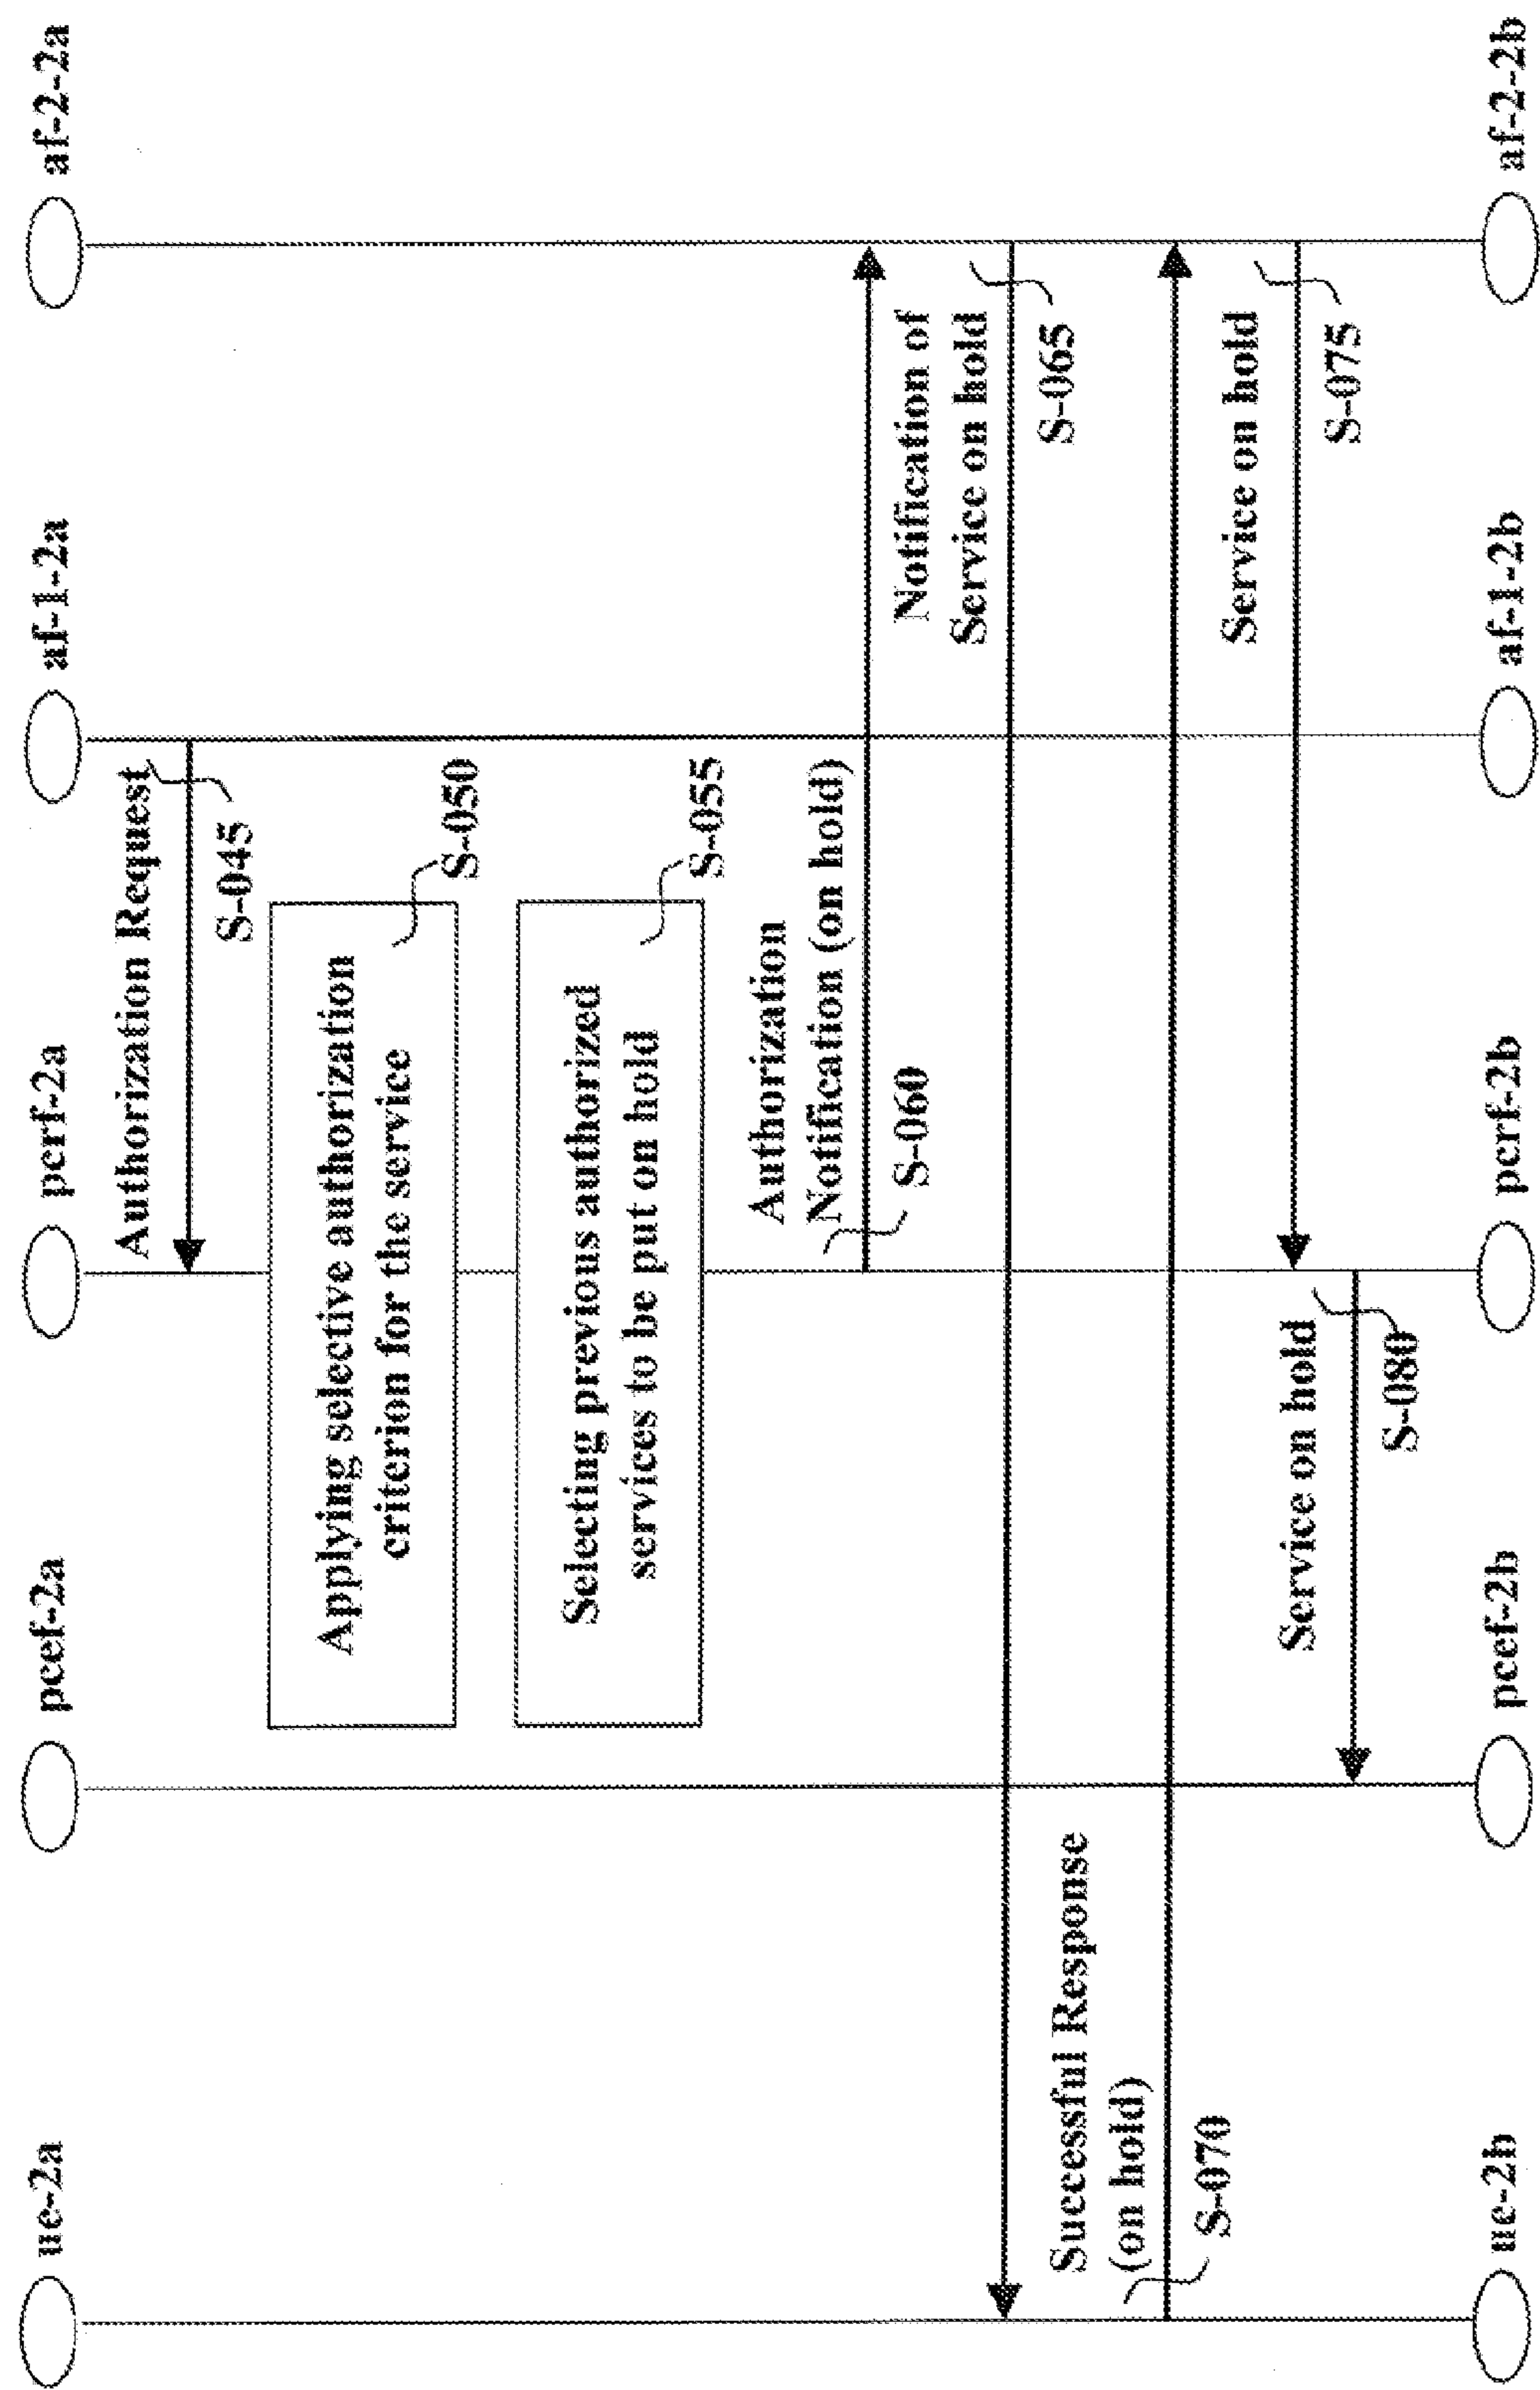 ue-2a
pcef-2a
pcrf-2a
af-1-2a
af-2-2a
Authorization Request
S-045
Applying selective authorization
criterion for the service
S-050
Selecting previous authorized
services to be put on hold
S-055
Authorization
Notification (on hold)
S-060
Notification of
Service on hold
S-065
Successful Response
(on hold)
S-070
Service on hold
S-075
Service on hold
S-080
ue-2b
pcef-2b
pcrf-2b
af-1-2b
af-2-2b